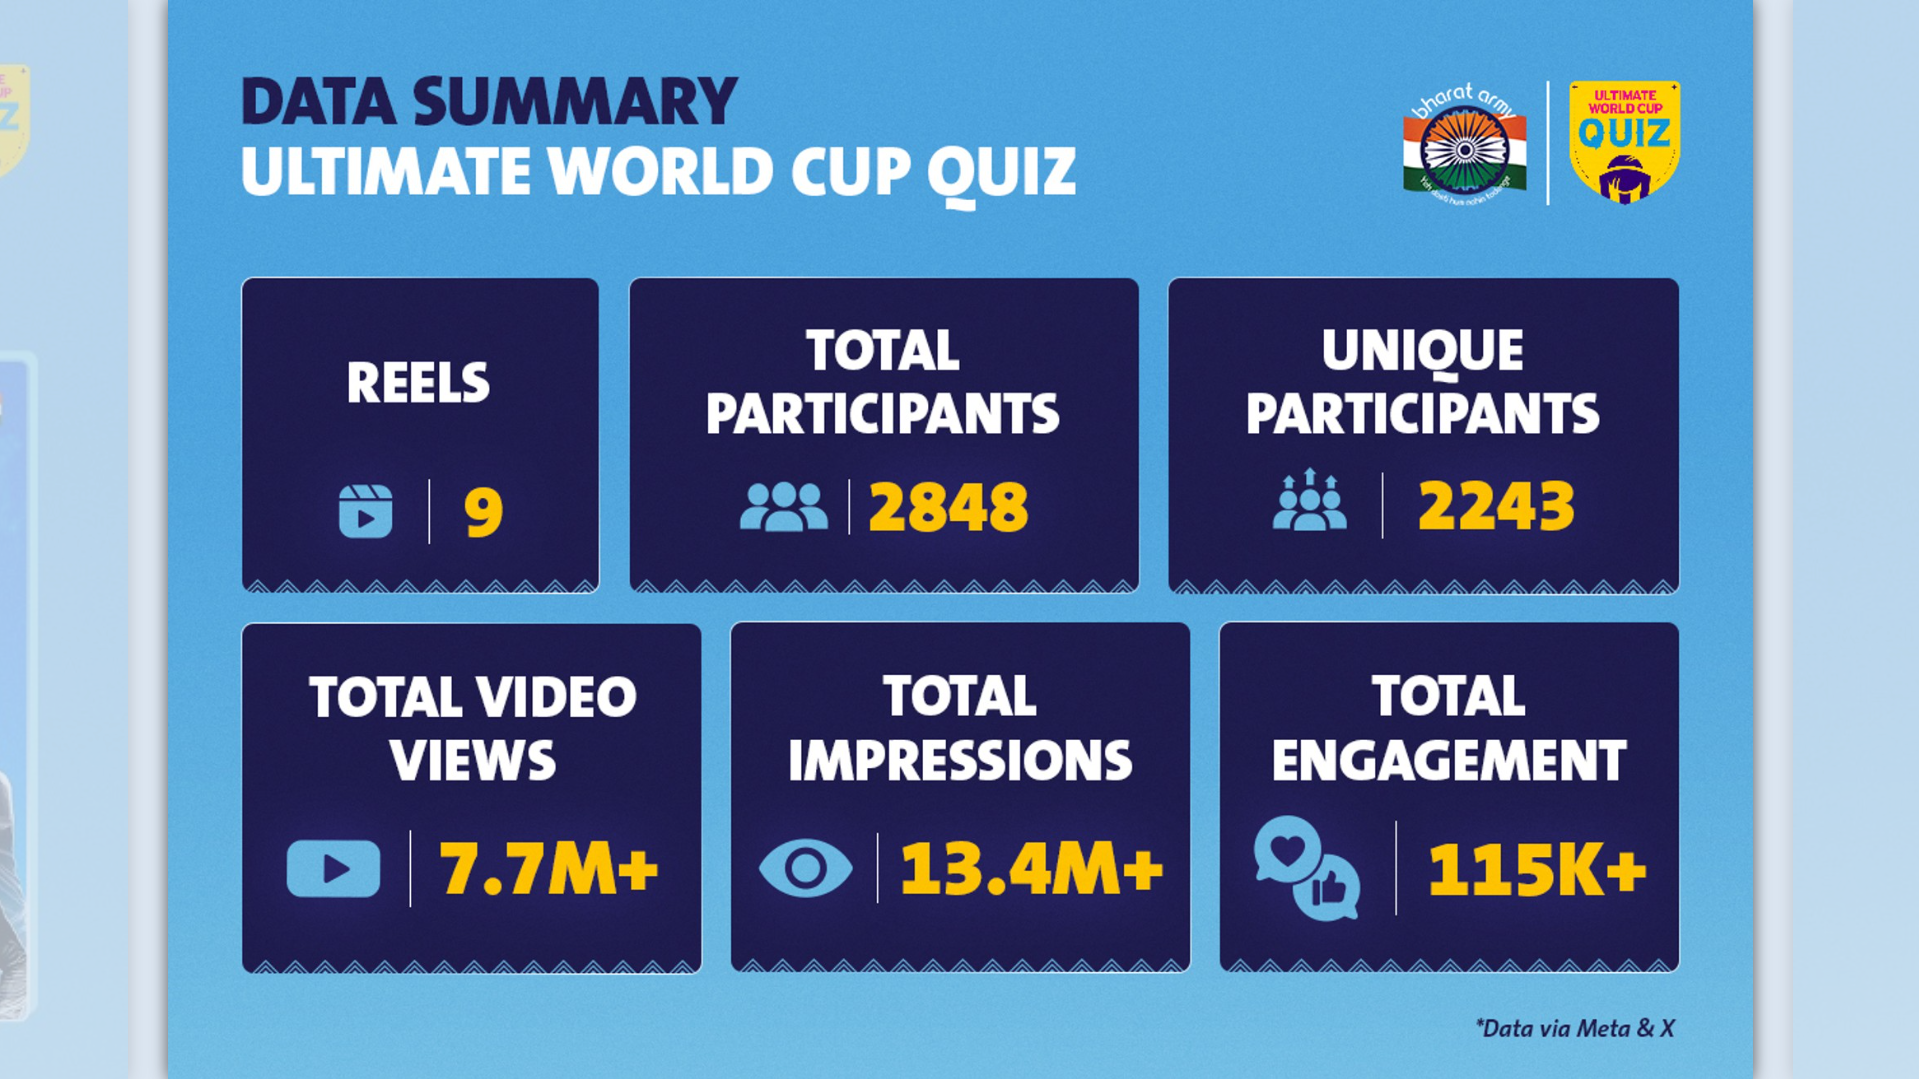 DATA SUMMARY
ULTIMATE WORLD CUP QUIZ
bharat army
ULTIMATE
WORLD CUP
QUIZ
REELS
9
TOTAL
PARTICIPANTS
2848
UNIQUE
PARTICIPANTS
2243
TOTAL VIDEO
VIEWS
7.7M+
TOTAL
IMPRESSIONS
13.4M+
TOTAL
ENGAGEMENT
115K+
*Data via Meta & X